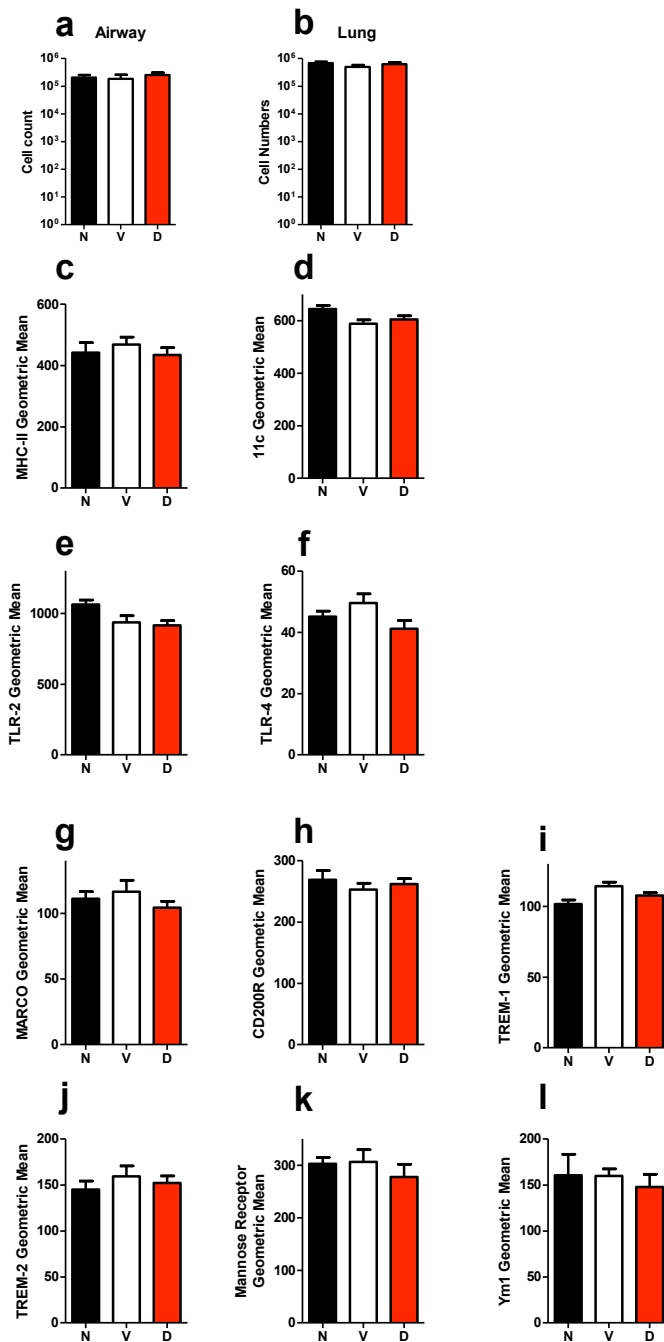 a Airway
10⁶
10⁵
10⁴
10³
10²
10¹
10⁰
Cell count
N V D
b Lung
10⁶
10⁵
10⁴
10³
10²
10¹
10⁰
Cell Numbers
N V D
c
600
400
200
0
MHC-II Geometric Mean
N V D
d
600
400
200
0
11c Geometric Mean
N V D
e
1000
500
0
TLR-2 Geometric Mean
N V D
f
60
40
20
0
TLR-4 Geometric Mean
N V D
g
100
50
0
MARCO Geometric Mean
N V D
h
300
200
100
0
CD200R Geometic Mean
N V D
i
100
50
0
TREM-1 Geometric Mean
N V D
j
200
150
100
50
0
TREM-2 Geometric Mean
N V D
k
300
200
100
0
Mannose Receptor
Geometric Mean
N V D
l
200
150
100
50
0
Ym1 Geometric Mean
N V D